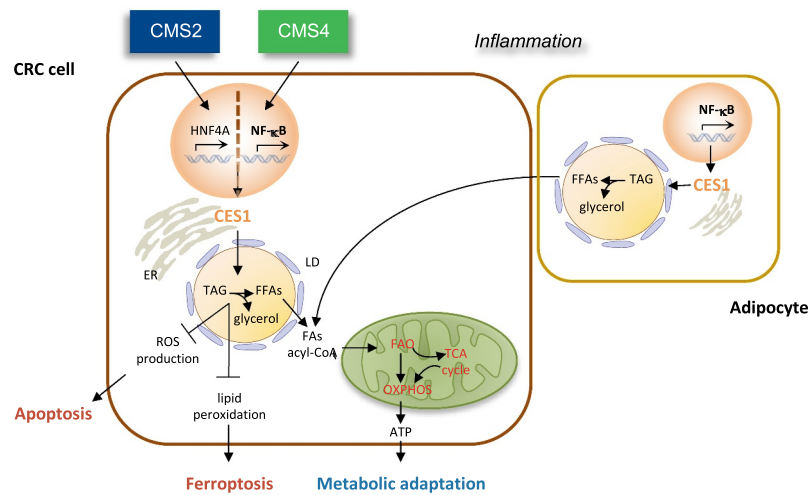 CMS2
CMS4
Inflammation
CRC cell
HNF4A
NF-κB
NF-κB
CES1
FFAs
TAG
glycerol
CES1
ER
LD
TAG
FFAs
glycerol
Adipocyte
ROS
production
FAs
acyl-CoA
FAO
TCA
cycle
OXPHOS
Apoptosis
lipid
peroxidation
ATP
Ferroptosis
Metabolic adaptation